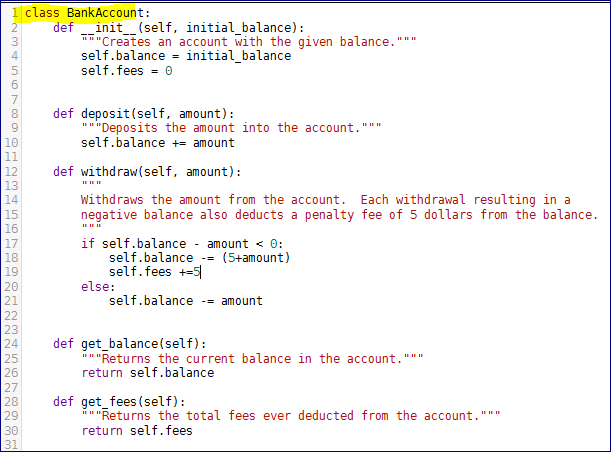 1 class BankAccount:
2     def __init__(self, initial_balance):
3         """Creates an account with the given balance."""
4         self.balance = initial_balance
5         self.fees = 0
6
7
8     def deposit(self, amount):
9         """Deposits the amount into the account."""
10         self.balance += amount
11
12     def withdraw(self, amount):
13         """
14         Withdraws the amount from the account.  Each withdrawal resulting in a
15         negative balance also deducts a penalty fee of 5 dollars from the balance.
16         """
17         if self.balance - amount < 0:
18             self.balance -= (5+amount)
19             self.fees +=5
20         else:
21             self.balance -= amount
22
23
24     def get_balance(self):
25         """Returns the current balance in the account."""
26         return self.balance
27
28     def get_fees(self):
29         """Returns the total fees ever deducted from the account."""
30         return self.fees
31